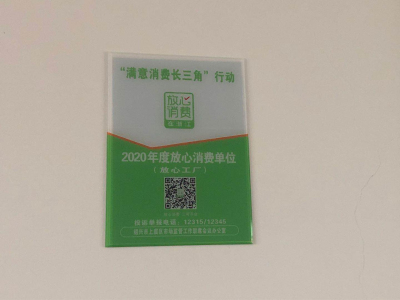 “满意消费长三角”行动
放心
消费
2020年度放心消费单位
(放心工厂)
投诉举报电话：12315/12345